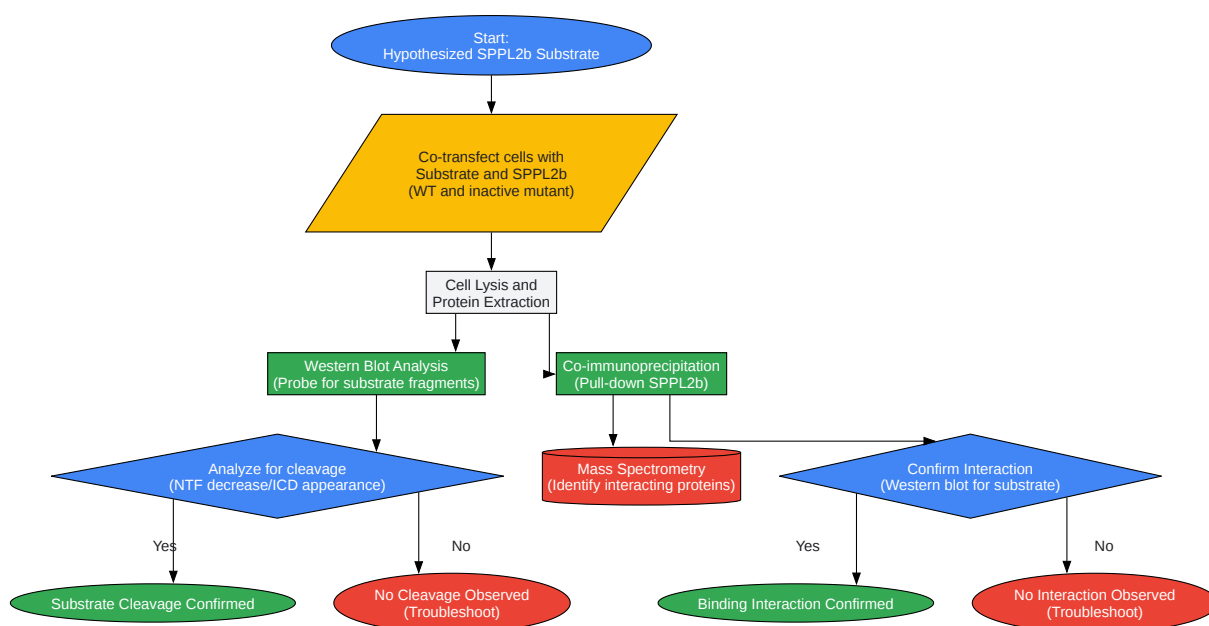 Start:
Hypothesized SPPL2b Substrate
Co-transfect cells with
Substrate and SPPL2b
(WT and inactive mutant)
Cell Lysis and
Protein Extraction
Western Blot Analysis
(Probe for substrate fragments)
Co-immunoprecipitation
(Pull-down SPPL2b)
Analyze for cleavage
(NTF decrease/ICD appearance)
Mass Spectrometry
(Identify interacting proteins)
Confirm Interaction
(Western blot for substrate)
Yes
No
Yes
No
Substrate Cleavage Confirmed
No Cleavage Observed
(Troubleshoot)
Binding Interaction Confirmed
No Interaction Observed
(Troubleshoot)